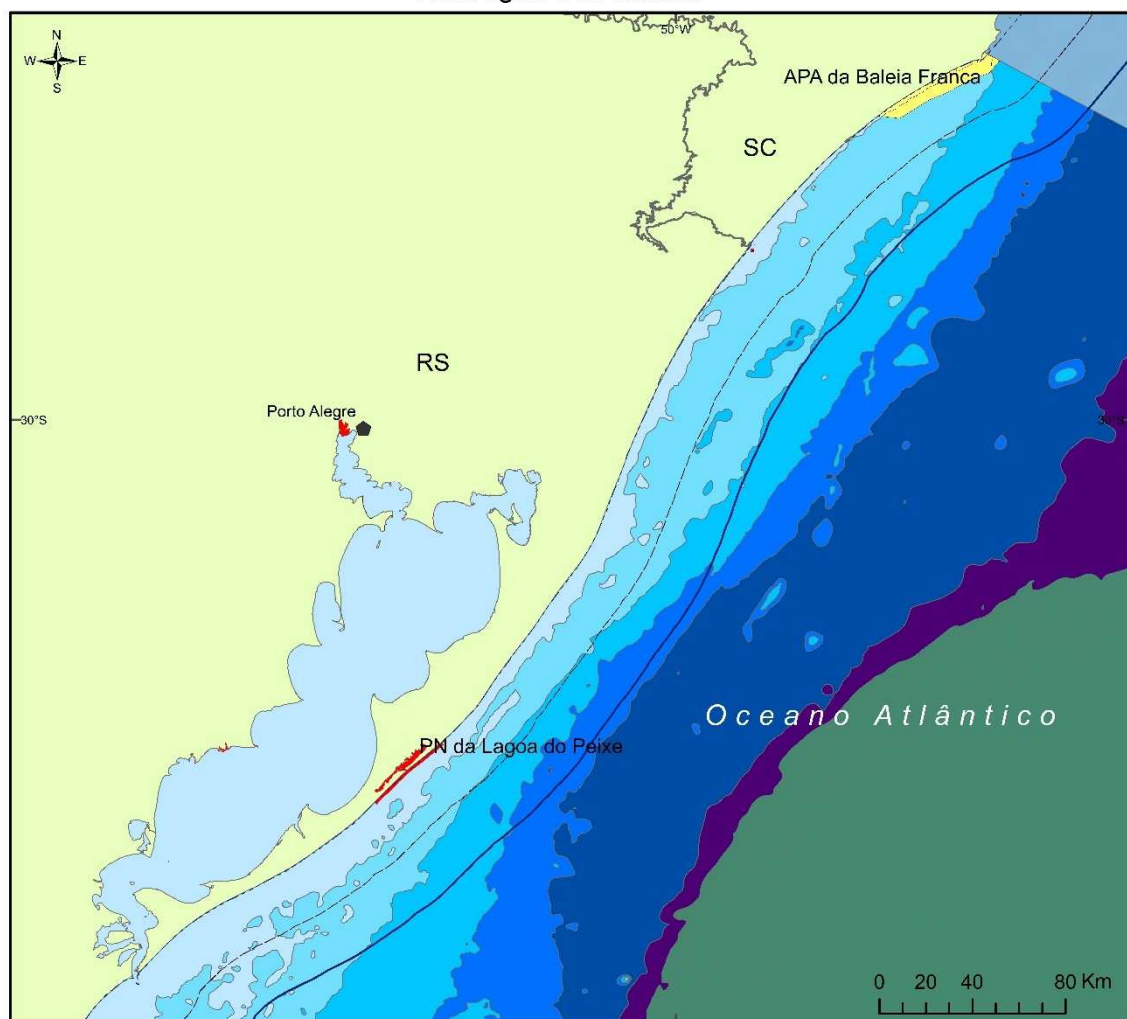 50°W
N
W E
S
APA da Baleia Franca
SC
RS
Porto Alegre
30°S
30°S
Oceano Atlântico
PN da Lagoa do Peixe
0 20 40 80 Km